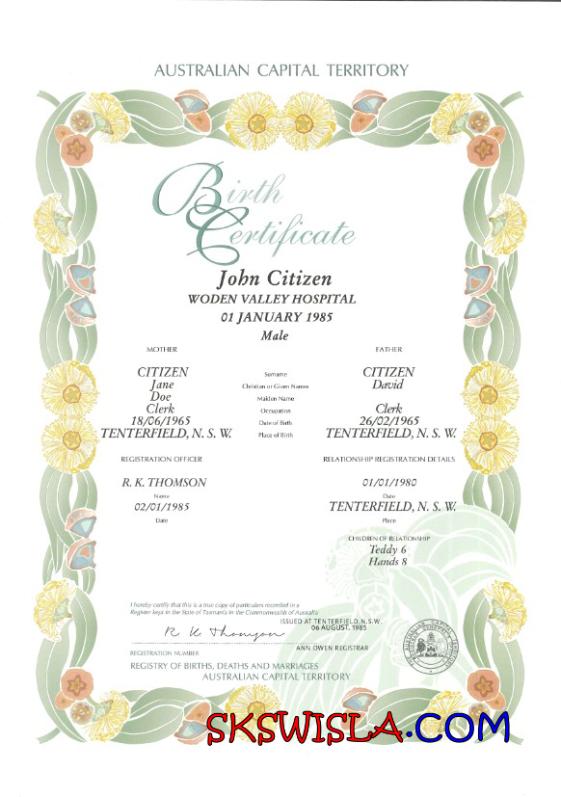 AUSTRALIAN CAPITAL TERRITORY
Birth
Certificate
John Citizen
WODEN VALLEY HOSPITAL
01 JANUARY 1985
Male
MOTHER FATHER
CITIZEN Surname CITIZEN
Jane Christian or Given Names David
Doe Maiden Name
Clerk Occupation Clerk
18/06/1965 Date of Birth 26/02/1965
TENTERFIELD, N. S. W. Place of Birth TENTERFIELD, N. S. W.
REGISTRATION OFFICER RELATIONSHIP REGISTRATION DETAILS
R. K. THOMSON 01/01/1980
Name Date
02/01/1985 TENTERFIELD, N. S. W.
Date Place
CHILDREN OF RELATIONSHIP
Teddy 6
Hands 8
I hereby certify that this is a true copy of particulars recorded in a
Register kept in the State of Tasmania in the Commonwealth of Australia
ISSUED AT TENTERFIELD N.S.W.
06 AUGUST, 1985
R K Thomson
ANN OWEN REGISTRAR
REGISTRATION NUMBER
REGISTRY OF BIRTHS, DEATHS AND MARRIAGES
AUSTRALIAN CAPITAL TERRITORY
SKSWISLA.COM